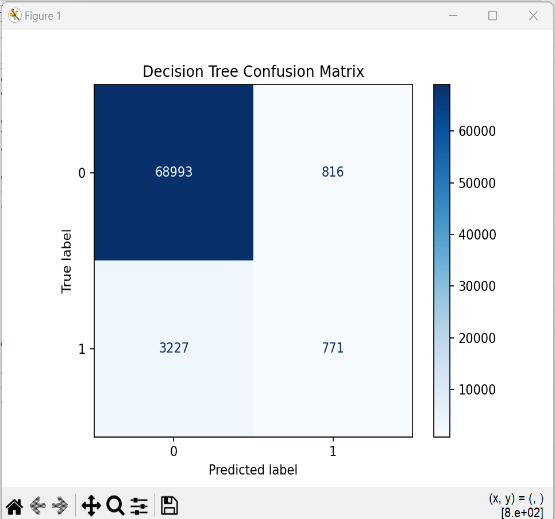 Figure 1
Decision Tree Confusion Matrix
68993 816
3227 771
0
1
True label
0 1
Predicted label
60000
50000
40000
30000
20000
10000
(x, y) = (, )
[8.e+02]